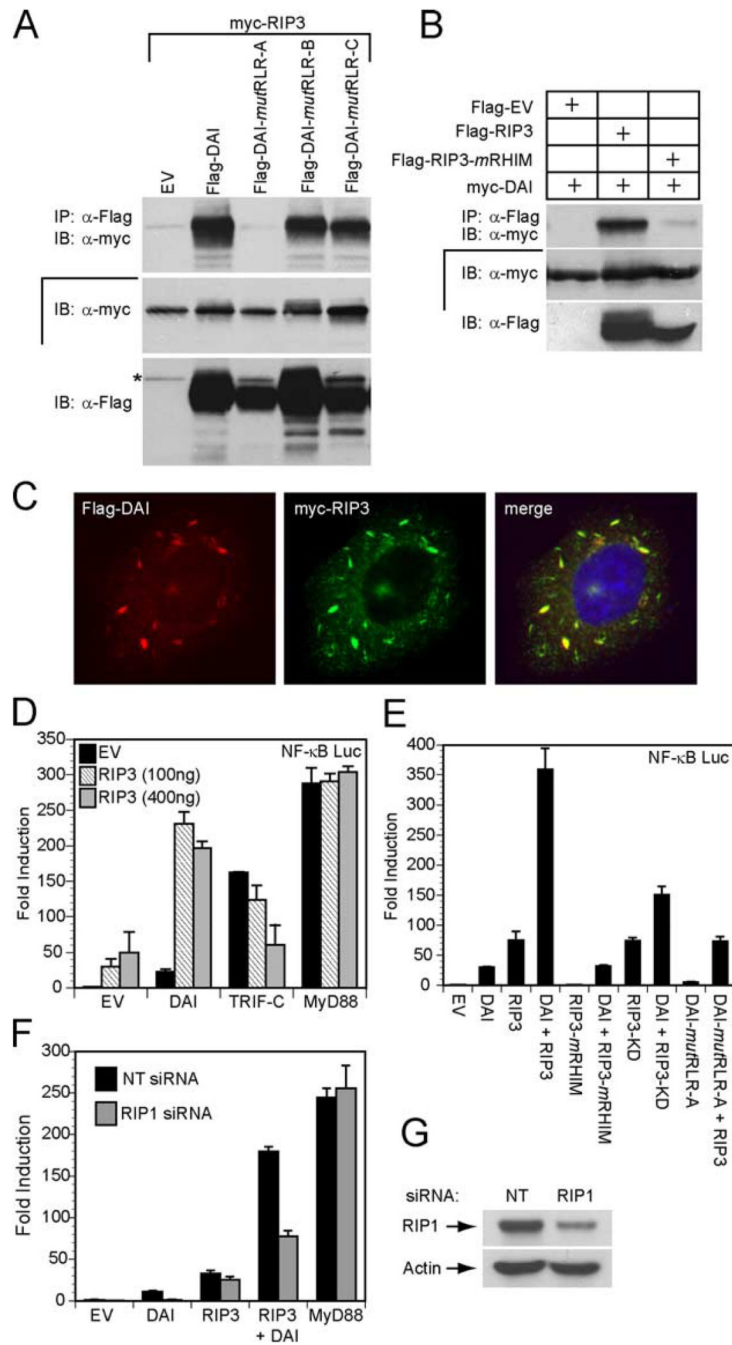 A
myc-RIP3
EV
Flag-DAI
Flag-DAI-mutRLR-A
Flag-DAI-mutRLR-B
Flag-DAI-mutRLR-C
IP: α-Flag
IB: α-myc
IB: α-myc
*
IB: α-Flag
B
Flag-EV +
Flag-RIP3 +
Flag-RIP3-mRHIM +
myc-DAI + + +
IP: α-Flag
IB: α-myc
IB: α-myc
IB: α-Flag
C
Flag-DAI
myc-RIP3
merge
D
NF-κB Luc
EV
RIP3 (100ng)
RIP3 (400ng)
Fold Induction
350
300
250
200
150
100
50
0
EV DAI TRIF-C MyD88
E
NF-κB Luc
Fold Induction
400
350
300
250
200
150
100
50
0
EV
DAI
RIP3
DAI + RIP3
RIP3-mRHIM
DAI + RIP3-mRHIM
RIP3-KD
DAI + RIP3-KD
DAI-mutRLR-A
DAI-mutRLR-A + RIP3
F
NT siRNA
RIP1 siRNA
Fold Induction
300
250
200
150
100
50
0
EV DAI RIP3 RIP3 + DAI MyD88
G
siRNA: NT RIP1
RIP1
Actin